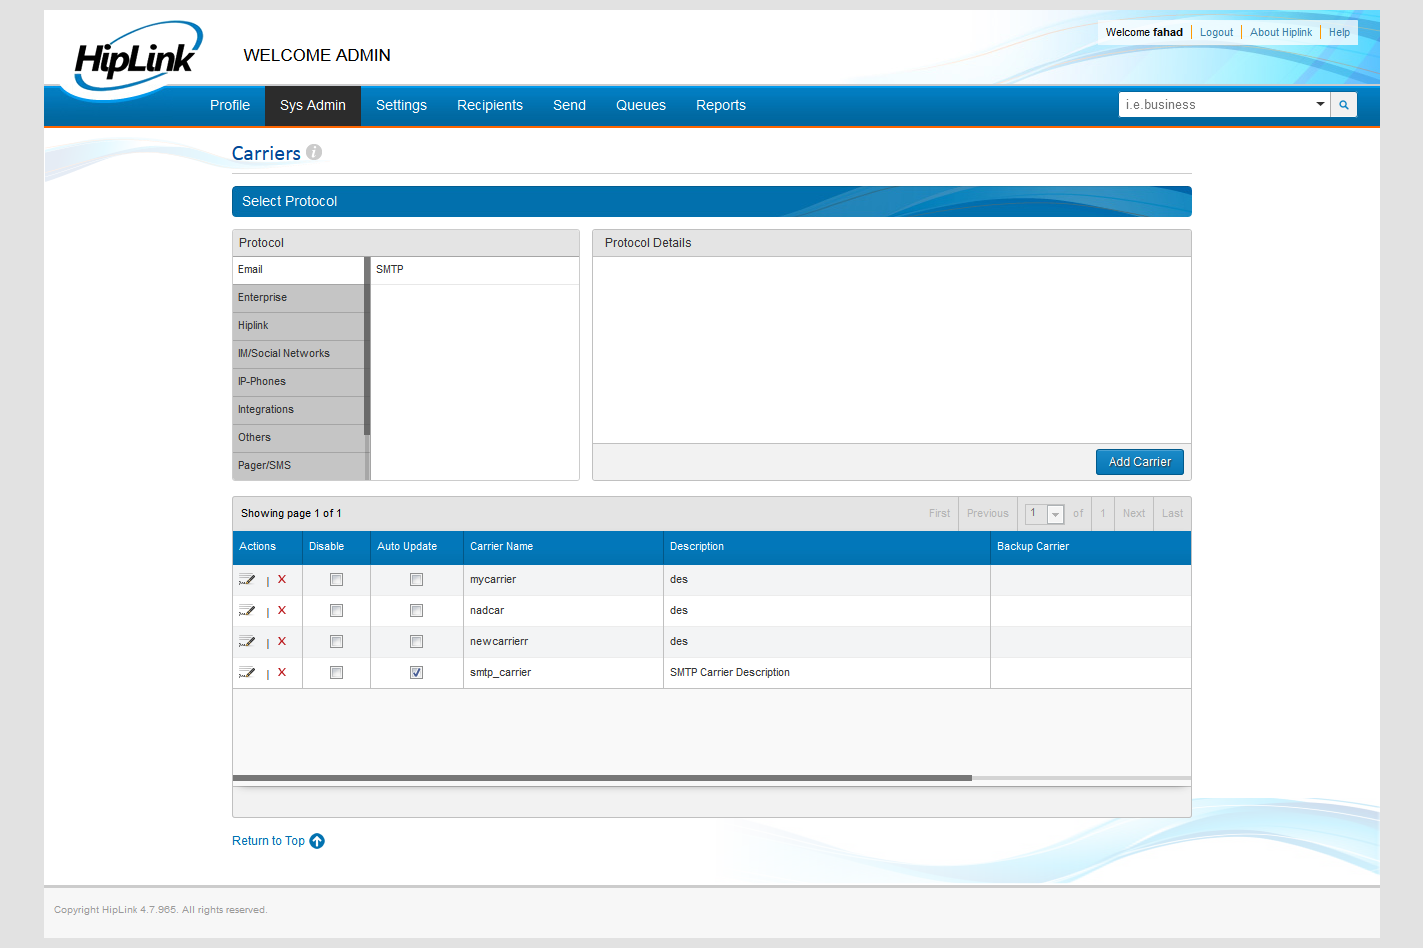 HipLink
WELCOME ADMIN
Welcome fahad Logout About Hiplink Help
Profile Sys Admin Settings Recipients Send Queues Reports
i.e.business
Carriers
Select Protocol
Protocol
Protocol Details
Email SMTP
Enterprise
Hiplink
IM/Social Networks
IP-Phones
Integrations
Others
Pager/SMS
Add Carrier
Showing page 1 of 1 First Previous 1 of 1 Next Last
Actions Disable Auto Update Carrier Name Description Backup Carrier
| X mycarrier des
| X nadcar des
| X newcarrierr des
| X smtp_carrier SMTP Carrier Description
Return to Top
Copyright HipLink 4.7.965. All rights reserved.